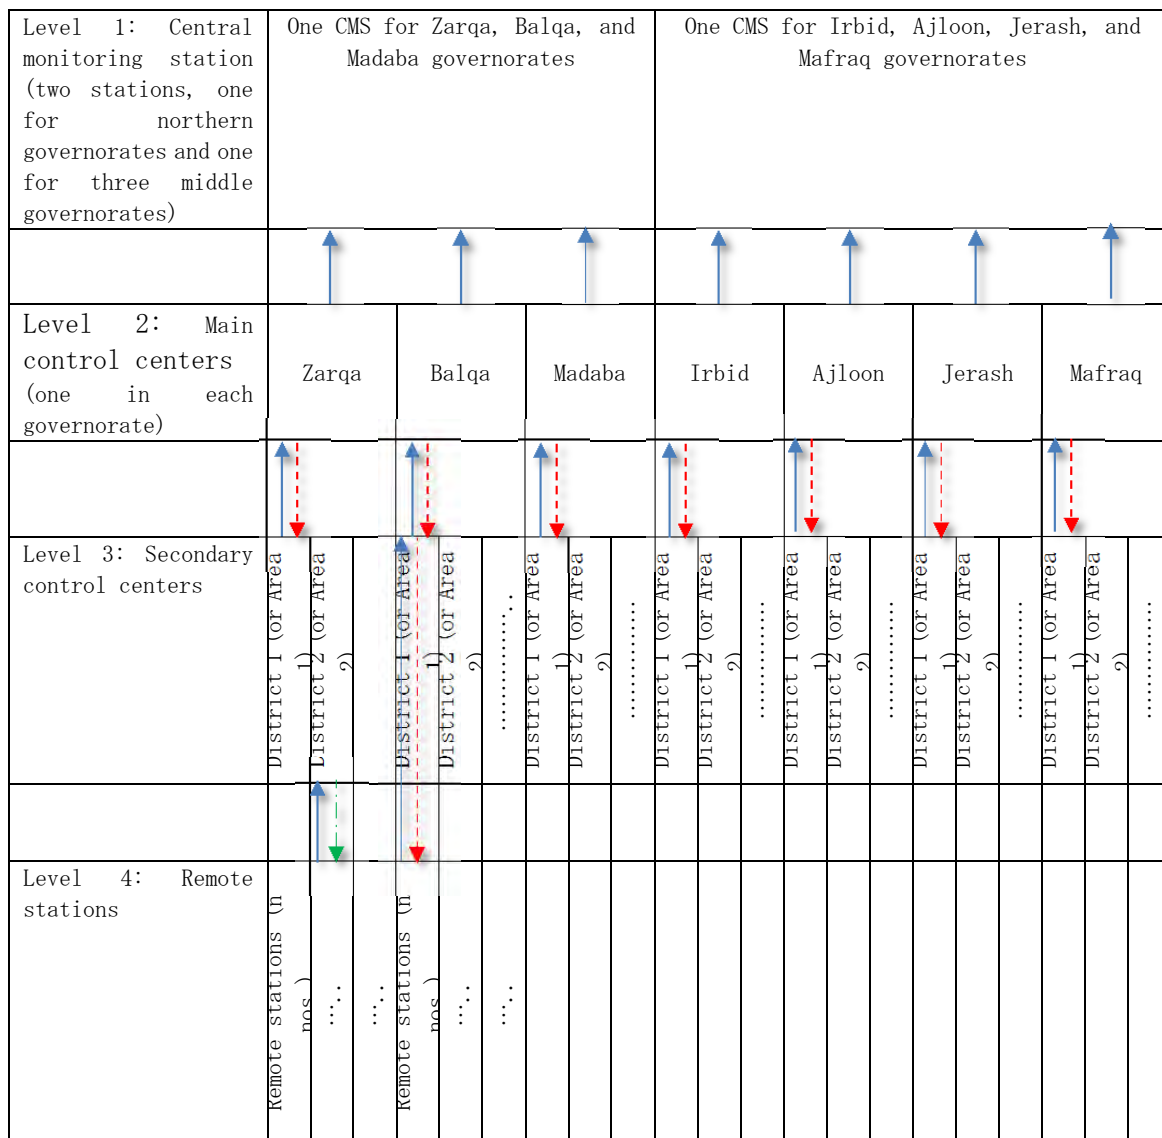 Level 1: Central
monitoring station
(two stations, one
for northern
governorates and one
for three middle
governorates)
One CMS for Zarqa, Balqa, and
Madaba governorates
One CMS for Irbid, Ajloon, Jerash, and
Mafraq governorates
Level 2: Main
control centers
(one in each
governorate)
Zarqa
Balqa
Madaba
Irbid
Ajloon
Jerash
Mafraq
Level 3: Secondary
control centers
District 1 (or Area
1)
District 2 (or Area
2)
District 1 (or Area
1)
District 2 (or Area
2)
……………………
District 1 (or Area
1)
District 2 (or Area
2)
…………………
District 1 (or Area
1)
District 2 (or Area
2)
…………………
District 1 (or Area
1)
District 2 (or Area
2)
…………………
District 1 (or Area
1)
District 2 (or Area
2)
…………………
District 1 (or Area
1)
District 2 (or Area
2)
…………………
Level 4: Remote
stations
Remote stations (n
nos.)
……
……
Remote stations (n
nos.)
……
……